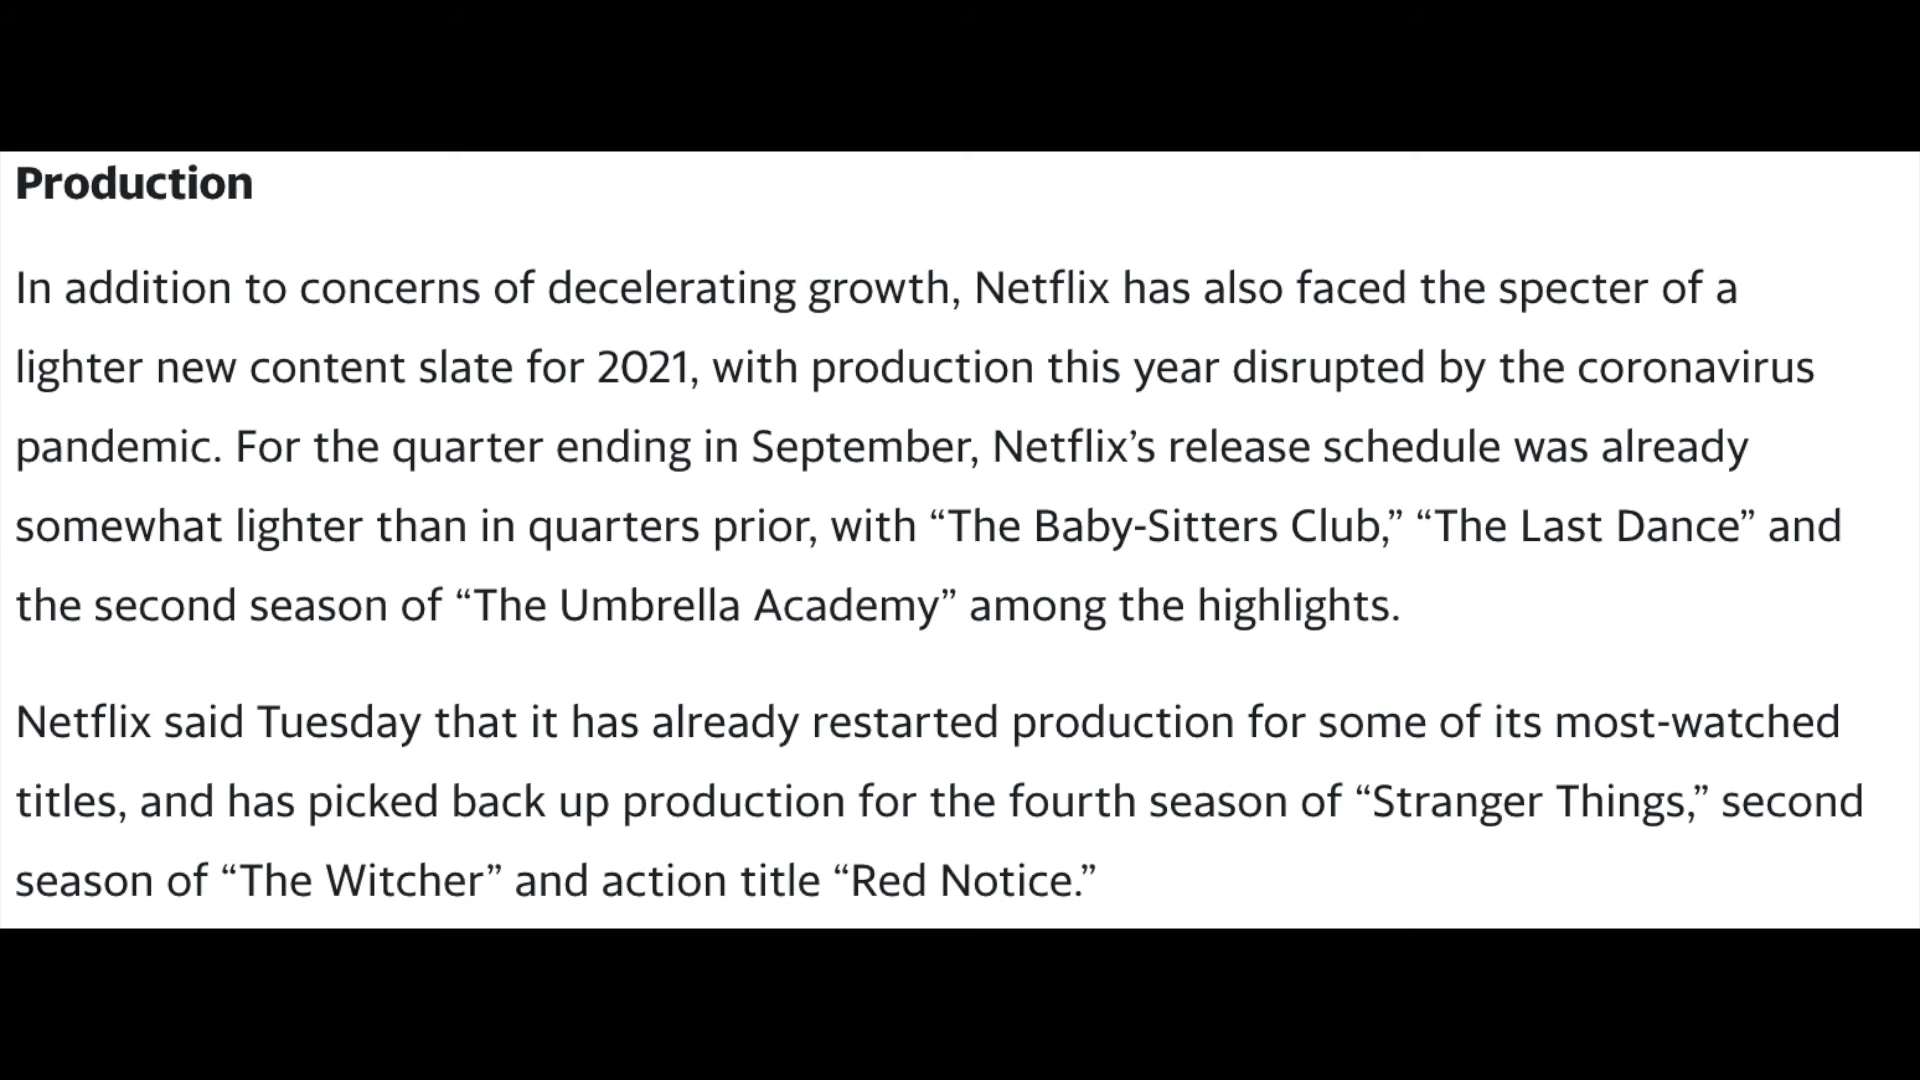 Production
In addition to concerns of decelerating growth, Netflix has also faced the specter of a
lighter new content slate for 2021, with production this year disrupted by the coronavirus
pandemic. For the quarter ending in September, Netflix’s release schedule was already
somewhat lighter than in quarters prior, with “The Baby-Sitters Club,” “The Last Dance” and
the second season of “The Umbrella Academy” among the highlights.
Netflix said Tuesday that it has already restarted production for some of its most-watched
titles, and has picked back up production for the fourth season of “Stranger Things,” second
season of “The Witcher” and action title “Red Notice.”